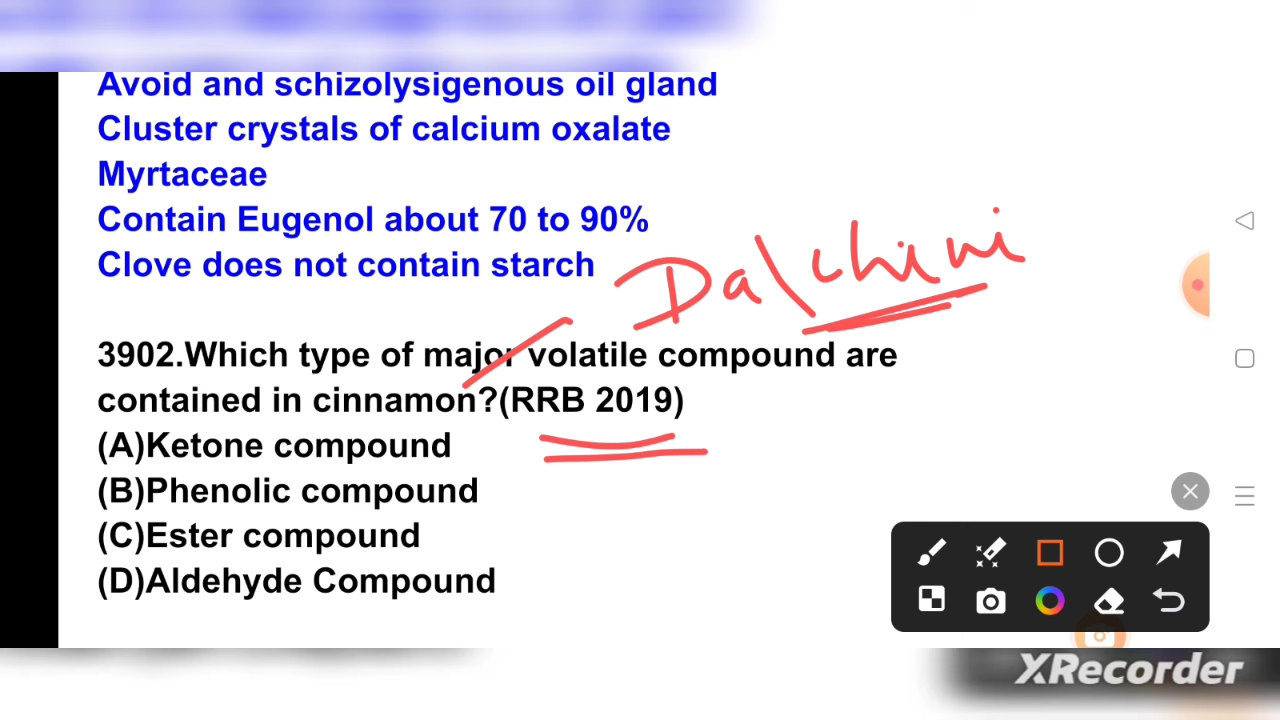 Avoid and schizolysigenous oil gland
Cluster crystals of calcium oxalate
Myrtaceae
Contain Eugenol about 70 to 90%
Clove does not contain starch
Dalchini
3902.Which type of major volatile compound are
contained in cinnamon?(RRB 2019)
(A)Ketone compound
(B)Phenolic compound
(C)Ester compound
(D)Aldehyde Compound
XRecorder